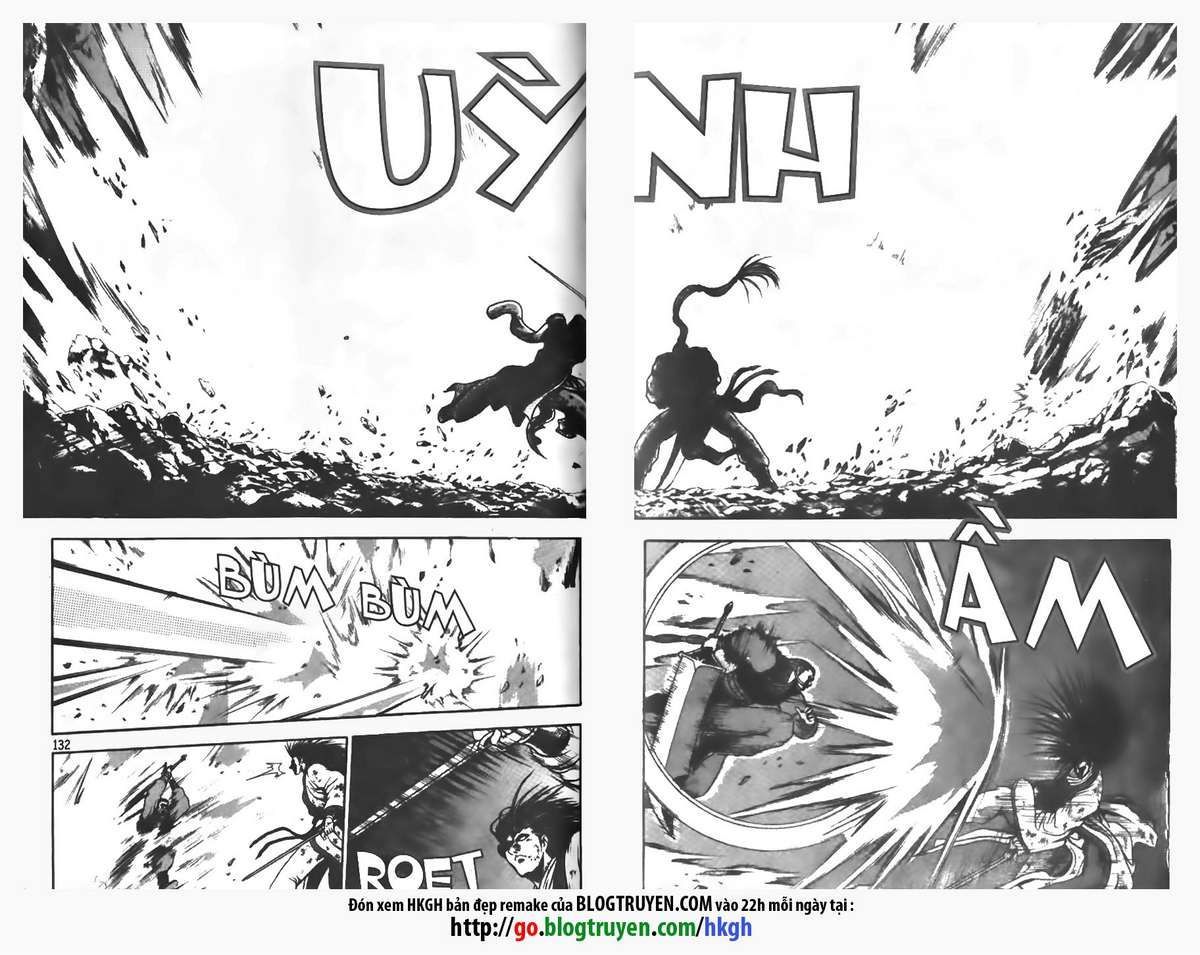 UỲNH
BÙM BÙM
ẦM
132
ROET
Đón xem HKGH bản đẹp remake của BLOGTRUYEN.COM vào 22h mỗi ngày tại :
http://go.blogtruyen.com/hkgh